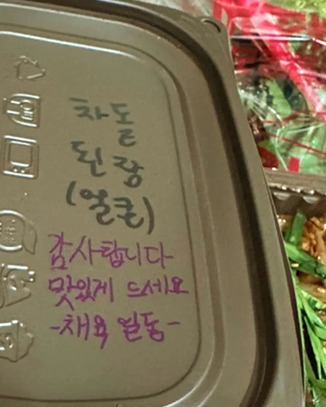 차돌
된장
(얼큰)
감사합니다
맛있게 드세요
-채육 일동-